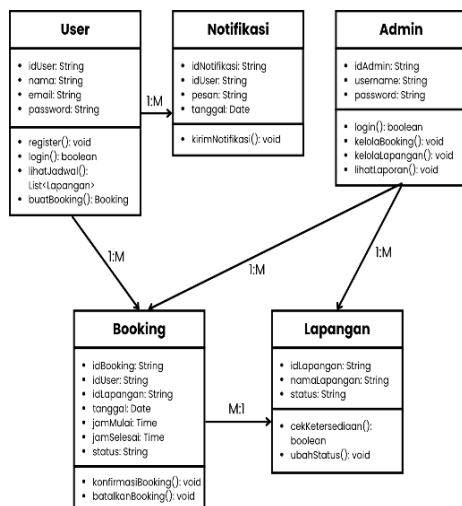 User
• idUser: String
• nama: String
• email: String
• password: String
• register(): void
• login(): boolean
• lihatJadwal():
List<Lapangan>
• buatBooking(): Booking
1:M
Notifikasi
• idNotifikasi: String
• idUser: String
• pesan: String
• tanggal: Date
• kirimNotifikasi(): void
Admin
• idAdmin: String
• username: String
• password: String
• login(): boolean
• kelolaBooking(): void
• kelolaLapangan(): void
• lihatLaporan(): void
1:M
1:M
1:M
Booking
• idBooking: String
• idUser: String
• idLapangan: String
• tanggal: Date
• jamMulai: Time
• jamSelesai: Time
• status: String
• konfirmasiBooking(): void
• batalkanBooking(): void
M:1
Lapangan
• idLapangan: String
• namaLapangan: String
• status: String
• cekKetersediaan():
boolean
• ubahStatus(): void